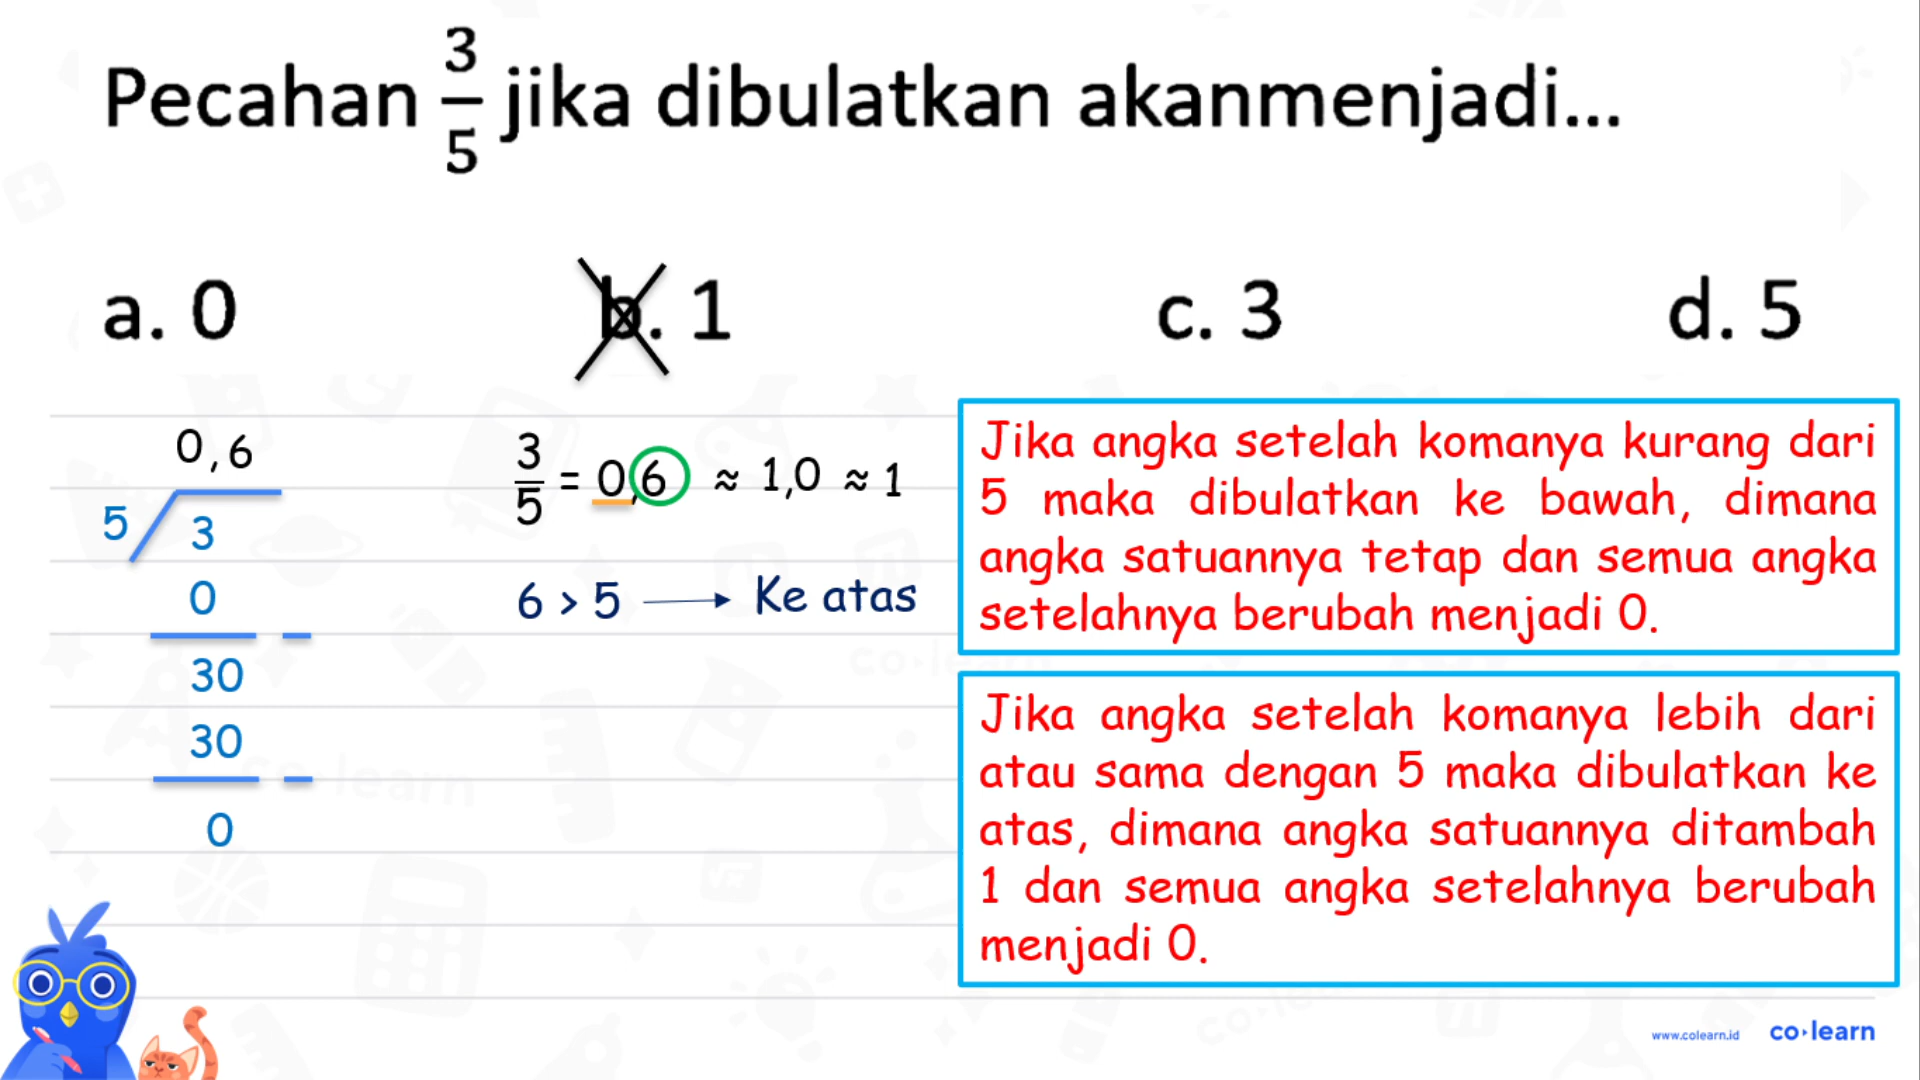 Pecahan 3/5 jika dibulatkan akanmenjadi...
a. 0
b. 1
c. 3
d. 5
0,6
5
3
0
30
30
0
3/5 = 0,6 ≈ 1,0 ≈ 1
6 > 5 → Ke atas
Jika angka setelah komanya kurang dari
5 maka dibulatkan ke bawah, dimana
angka satuannya tetap dan semua angka
setelahnya berubah menjadi 0.
Jika angka setelah komanya lebih dari
atau sama dengan 5 maka dibulatkan ke
atas, dimana angka satuannya ditambah
1 dan semua angka setelahnya berubah
menjadi 0.
co·learn
co·learn
www.colearn.id
co·learn